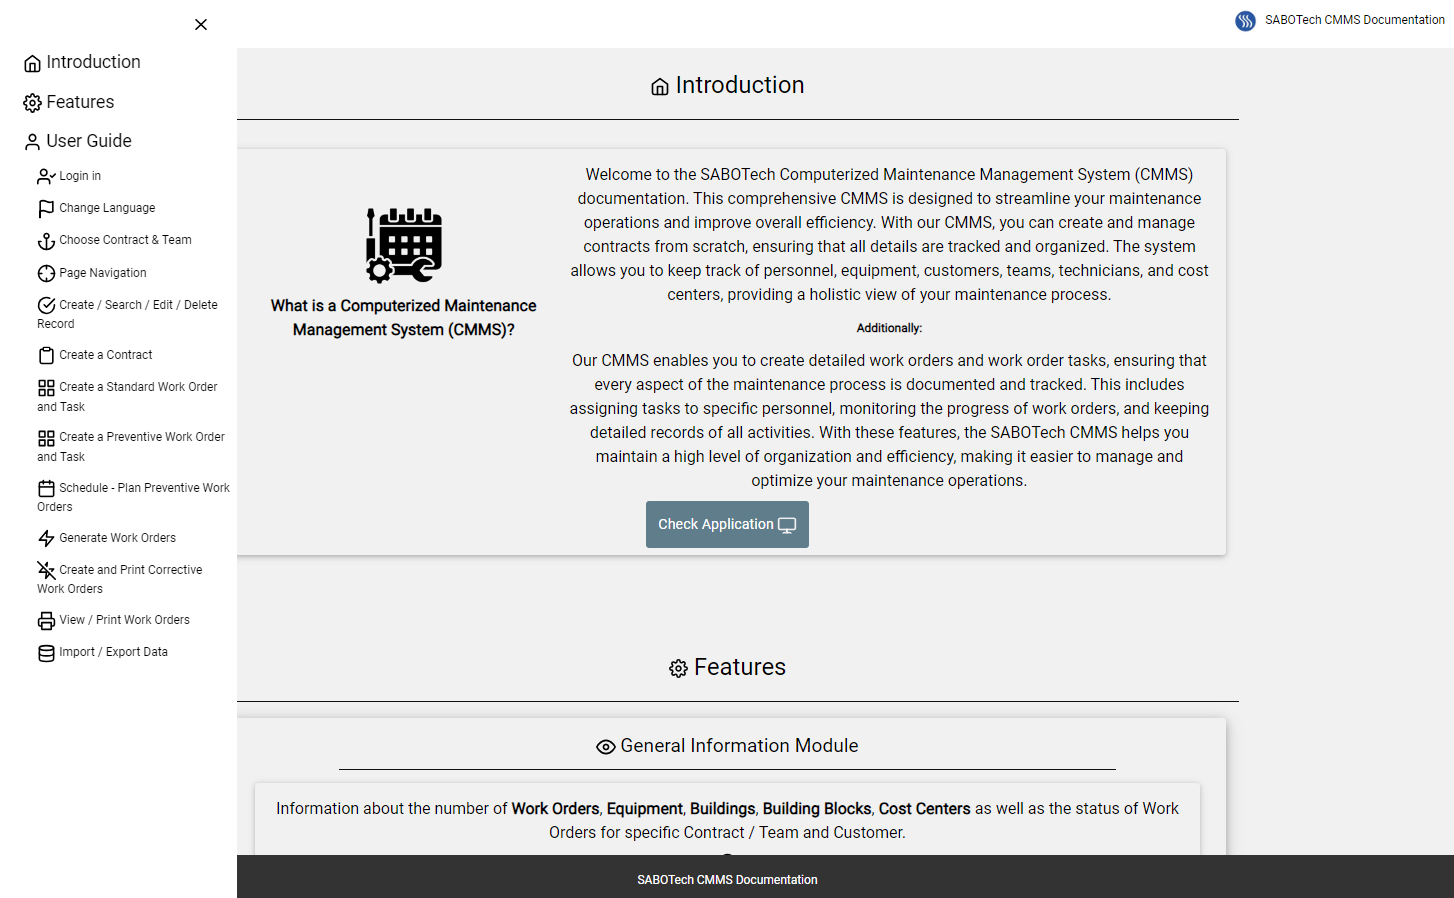 SABOTech CMMS Documentation
Introduction
Features
User Guide
Login in
Change Language
Choose Contract & Team
Page Navigation
Create / Search / Edit / Delete
Record
Create a Contract
Create a Standard Work Order
and Task
Create a Preventive Work Order
and Task
Schedule - Plan Preventive Work
Orders
Generate Work Orders
Create and Print Corrective
Work Orders
View / Print Work Orders
Import / Export Data
Introduction
What is a Computerized Maintenance
Management System (CMMS)?
Welcome to the SABOTech Computerized Maintenance Management System (CMMS)
documentation. This comprehensive CMMS is designed to streamline your maintenance
operations and improve overall efficiency. With our CMMS, you can create and manage
contracts from scratch, ensuring that all details are tracked and organized. The system
allows you to keep track of personnel, equipment, customers, teams, technicians, and cost
centers, providing a holistic view of your maintenance process.
Additionally:
Our CMMS enables you to create detailed work orders and work order tasks, ensuring that
every aspect of the maintenance process is documented and tracked. This includes
assigning tasks to specific personnel, monitoring the progress of work orders, and keeping
detailed records of all activities. With these features, the SABOTech CMMS helps you
maintain a high level of organization and efficiency, making it easier to manage and
optimize your maintenance operations.
Check Application
Features
General Information Module
Information about the number of Work Orders, Equipment, Buildings, Building Blocks, Cost Centers as well as the status of Work
Orders for specific Contract / Team and Customer.
SABOTech CMMS Documentation